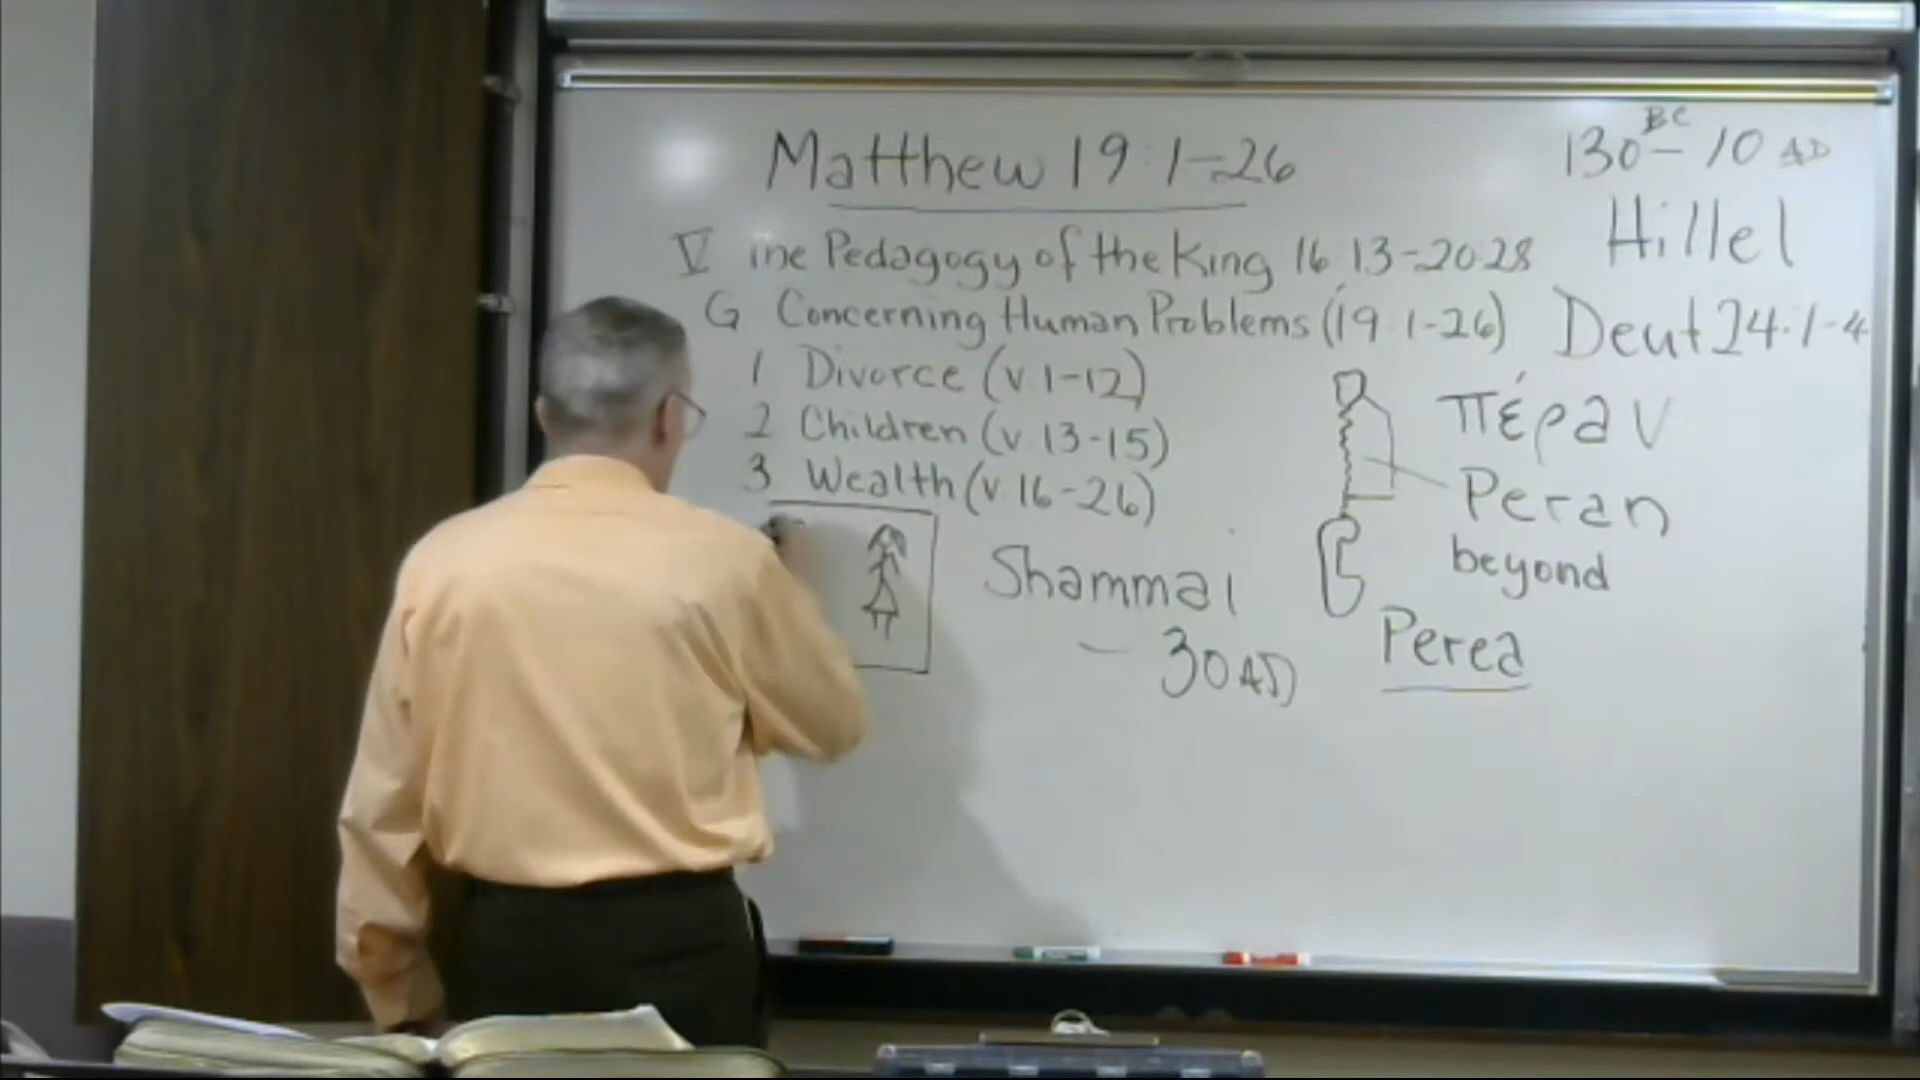 Matthew 19:1-26
V The Pedagogy of the King 16 13-20 28
G Concerning Human Problems (19 1-26)
1 Divorce (v 1-12)
2 Children (v 13-15)
3 Wealth (v 16-26)
Shammai
- 30 AD
130 BC - 10 AD
Hillel
Deut 24:1-4
πέραν
Peran
beyond
Perea